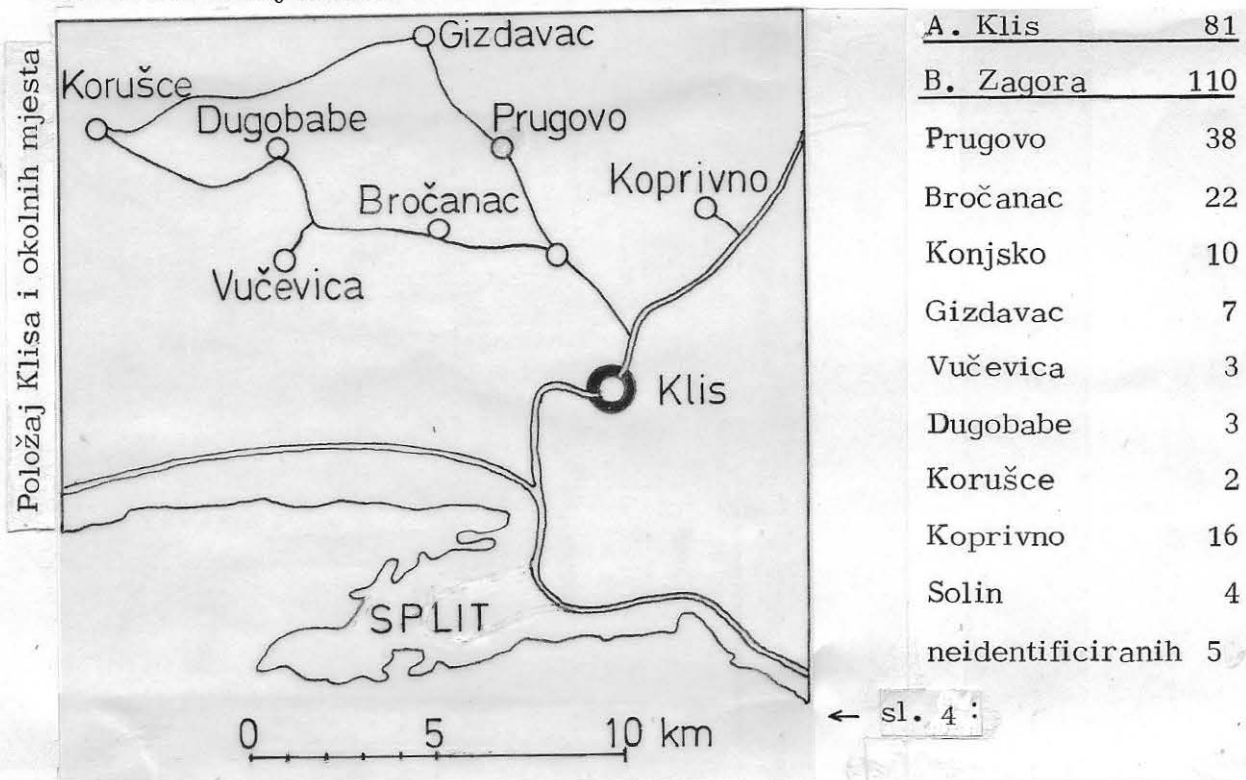 Položaj Klisa i okolnih mjesta
Gizdavac
Korušce
Dugobabe
Prugovo
Koprivno
Bročanac
Vučevica
Klis
SPLIT
0 5 10 km
A. Klis 81
B. Zagora 110
Prugovo 38
Bročanac 22
Konjsko 10
Gizdavac 7
Vučevica 3
Dugobabe 3
Korušce 2
Koprivno 16
Solin 4
neidentificiranih 5
← sl. 4: